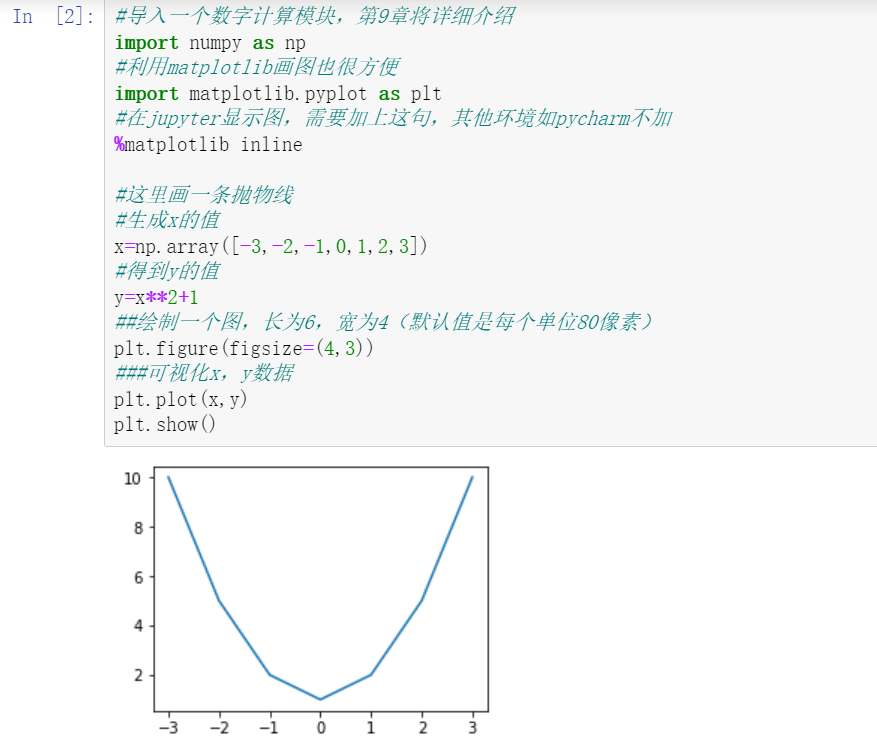 In [2]:
#导入一个数字计算模块，第9章将详细介绍
import numpy as np
#利用matplotlib画图也很方便
import matplotlib.pyplot as plt
#在jupyter显示图，需要加上这句，其他环境如pycharm不加
%matplotlib inline
#这里画一条抛物线
#生成x的值
x=np.array([-3,-2,-1,0,1,2,3])
#得到y的值
y=x**2+1
##绘制一个图，长为6，宽为4（默认值是每个单位80像素）
plt.figure(figsize=(4,3))
###可视化x，y数据
plt.plot(x,y)
plt.show()
10
8
6
4
2
−3 −2 −1 0 1 2 3